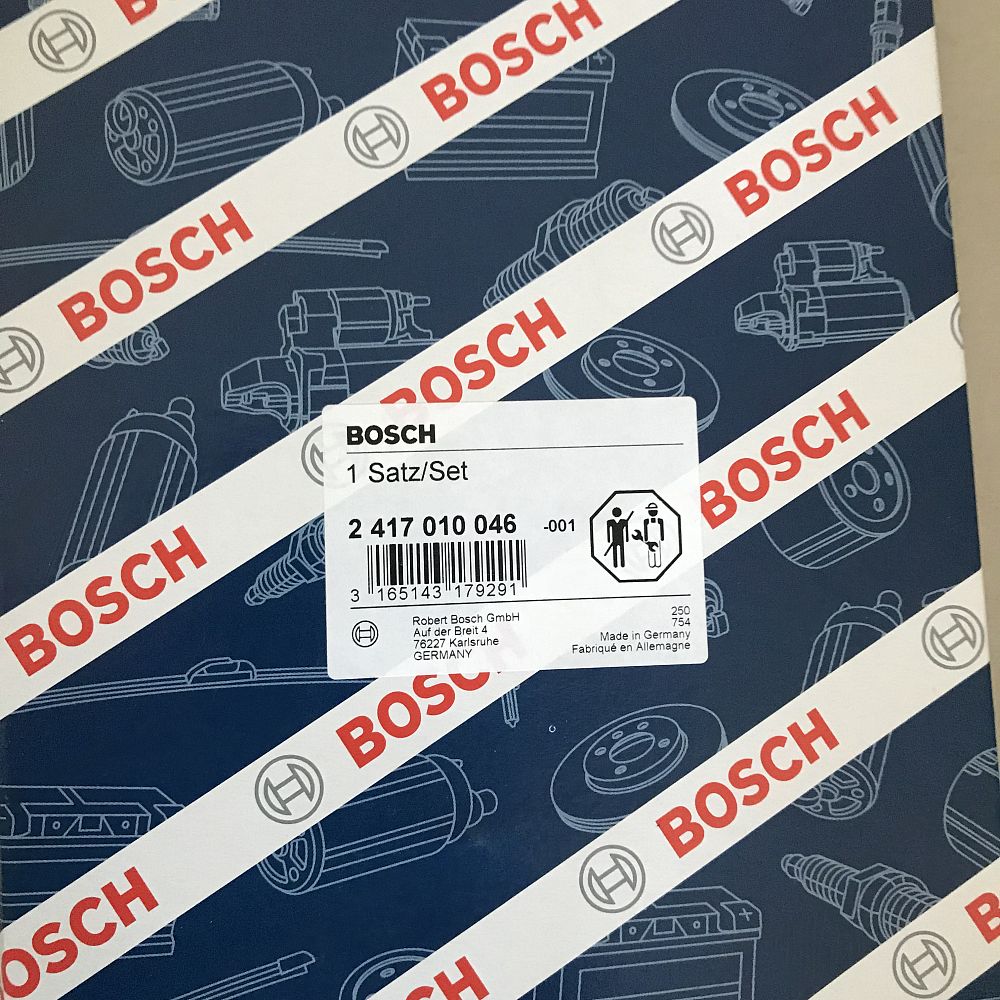 BOSCH
BOSCH
BOSCH
BOSCH
BOSCH
1 Satz/Set
2 417 010 046 -001
3 165143 179291
Robert Bosch GmbH
Auf der Breit 4
76227 Karlsruhe
GERMANY
250
754
Made in Germany
Fabriqué en Allemagne
BOSCH
BOSCH
BOSCH
BOSCH
BOSCH
BOSCH